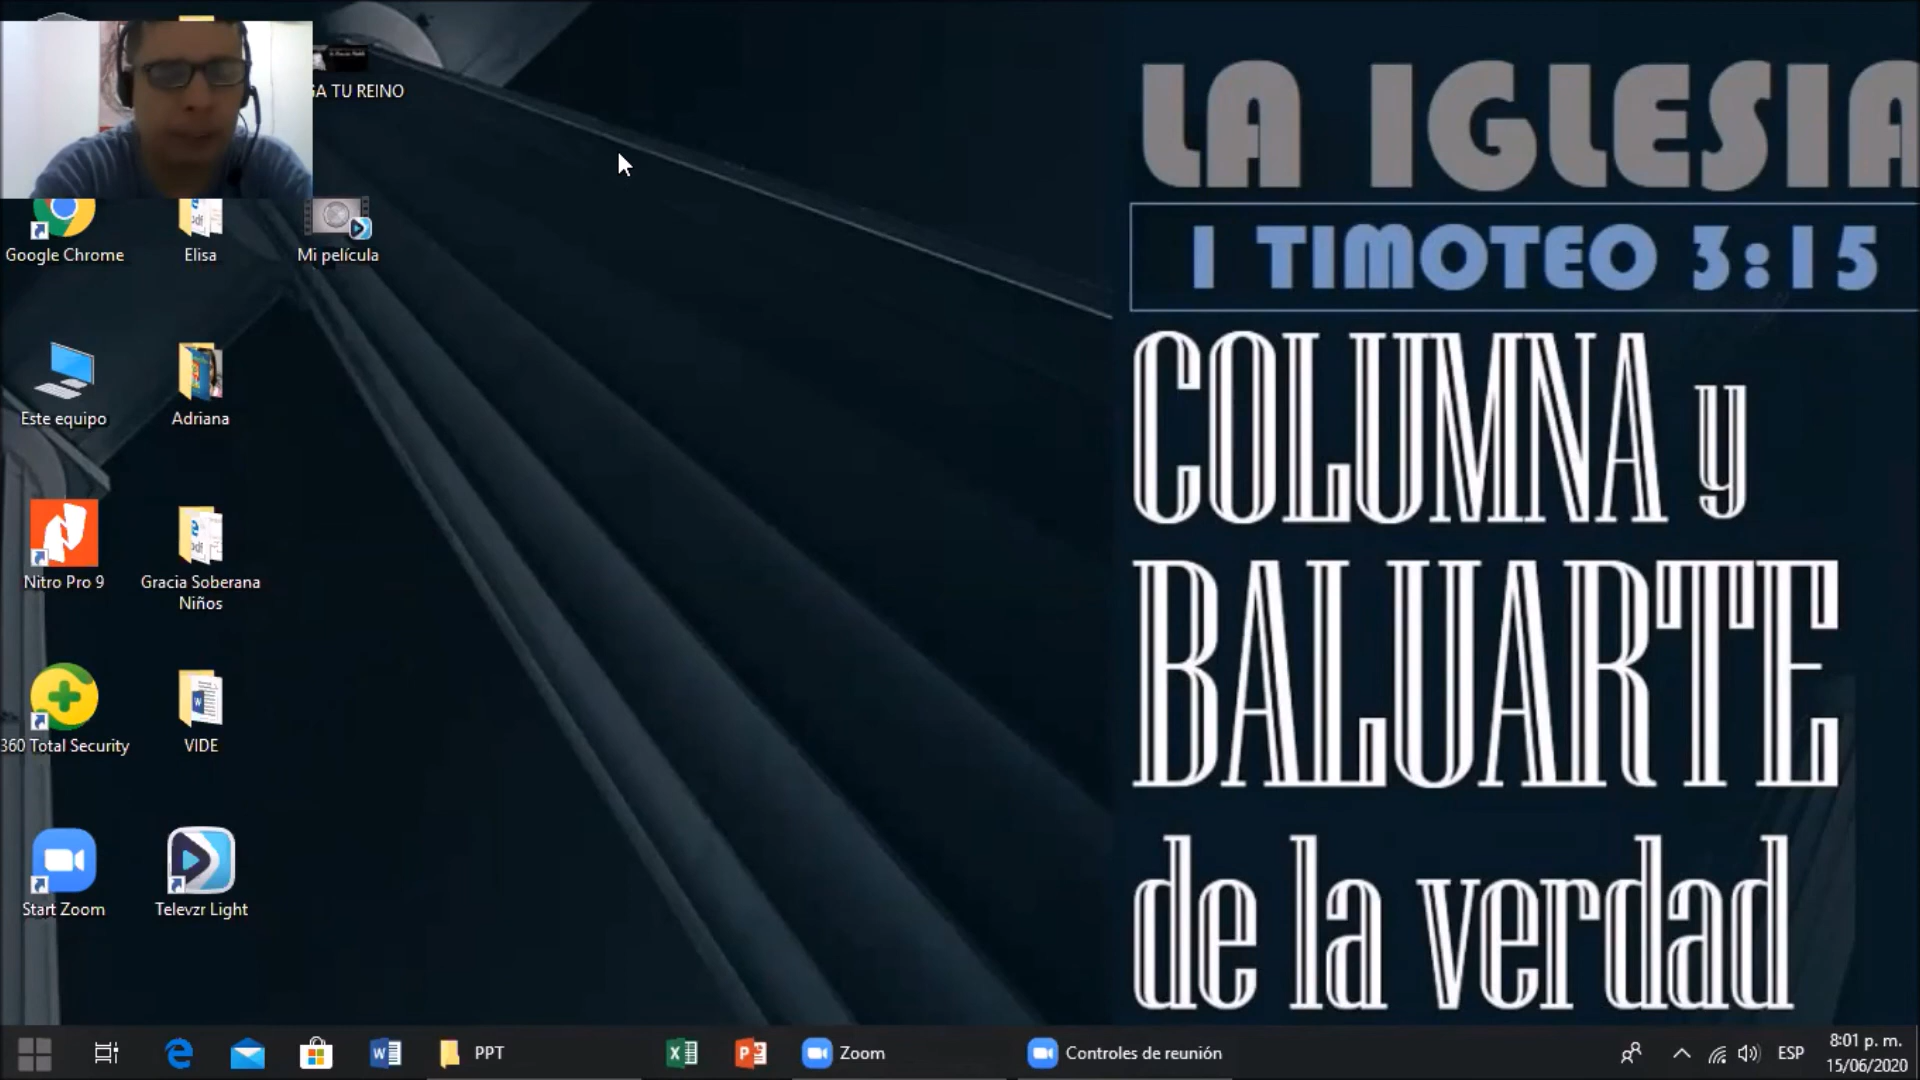 TU REINO
Google Chrome
Elisa
Mi película
Este equipo
Adriana
Nitro Pro 9
Gracia Soberana
Niños
360 Total Security
VIDE
Start Zoom
Televzr Light
LA IGLESIA
1 TIMOTEO 3:15
COLUMNA y
BALUARTE
de la verdad
PPT
Zoom
Controles de reunión
ESP
8:01 p. m.
15/06/2020